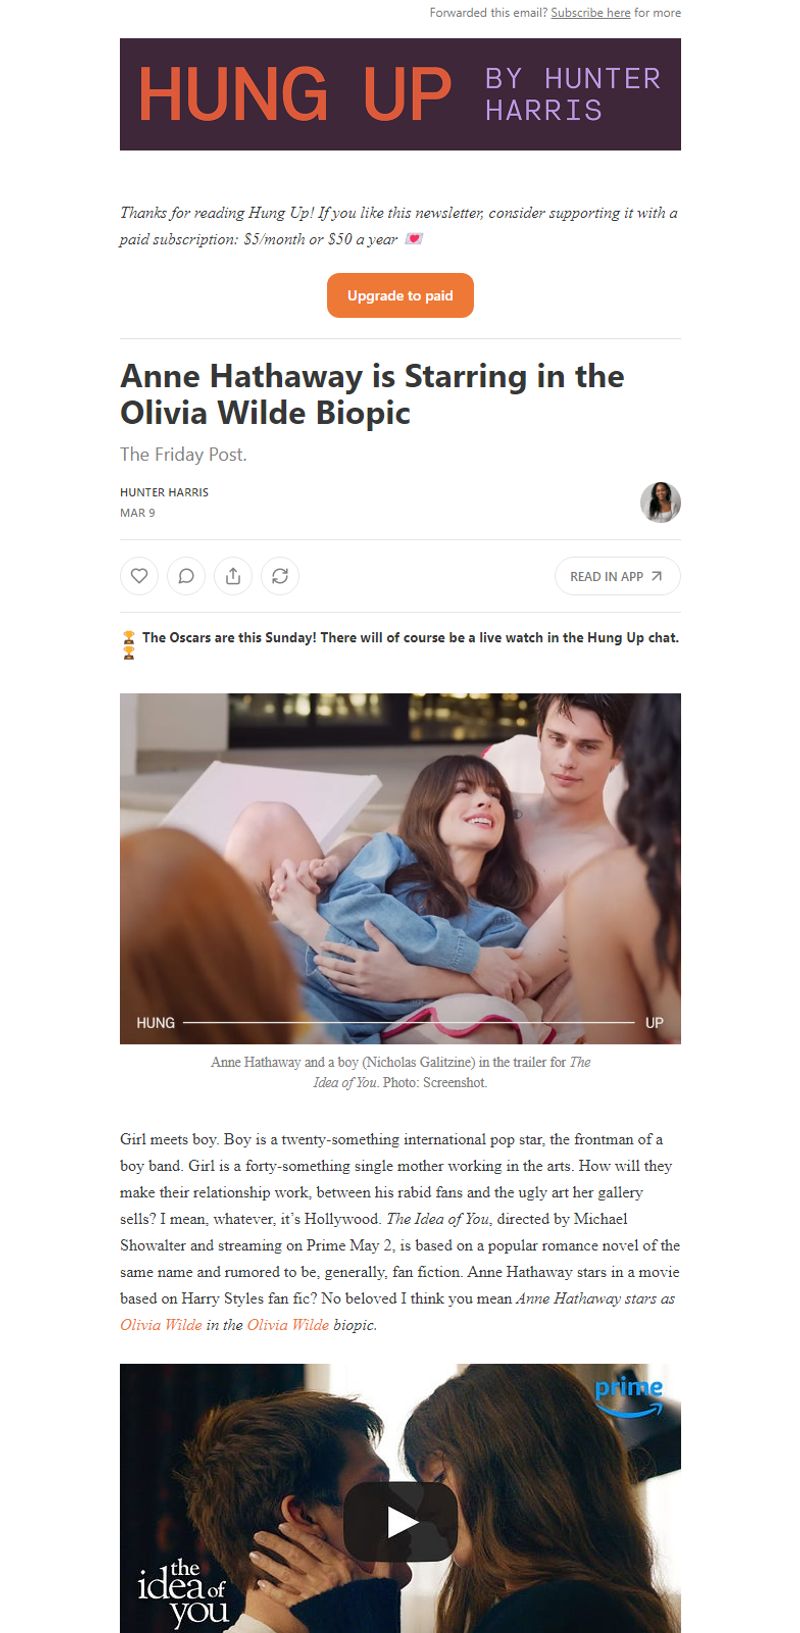 Forwarded this email? Subscribe here for more
HUNG UP BY HUNTER
HARRIS
Thanks for reading Hung Up! If you like this newsletter, consider supporting it with a
paid subscription: $5/month or $50 a year 💌
Upgrade to paid
Anne Hathaway is Starring in the
Olivia Wilde Biopic
The Friday Post.
HUNTER HARRIS
MAR 9
READ IN APP
🏆 The Oscars are this Sunday! There will of course be a live watch in the Hung Up chat.
🏆
HUNG UP
Anne Hathaway and a boy (Nicholas Galitzine) in the trailer for The
Idea of You. Photo: Screenshot.
Girl meets boy. Boy is a twenty-something international pop star, the frontman of a
boy band. Girl is a forty-something single mother working in the arts. How will they
make their relationship work, between his rabid fans and the ugly art her gallery
sells? I mean, whatever, it’s Hollywood. The Idea of You, directed by Michael
Showalter and streaming on Prime May 2, is based on a popular romance novel of the
same name and rumored to be, generally, fan fiction. Anne Hathaway stars in a movie
based on Harry Styles fan fic? No beloved I think you mean Anne Hathaway stars as
Olivia Wilde in the Olivia Wilde biopic.
prime
the
idea of
you